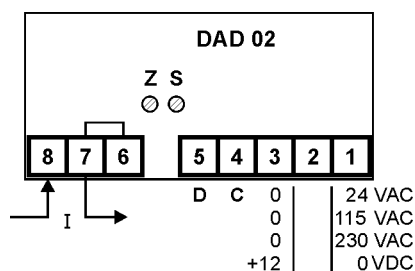 DAD 02
Z S
8 7 6 5 4 3 2 1
I D C 0 24 VAC
0 115 VAC
0 230 VAC
+12 0 VDC